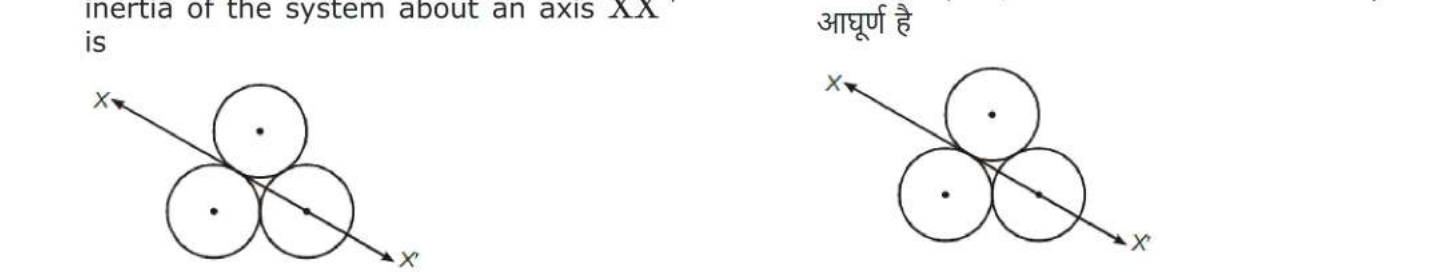 inertia of the system about an axis XX'
is
X
X'
आघूर्ण है
X
X'